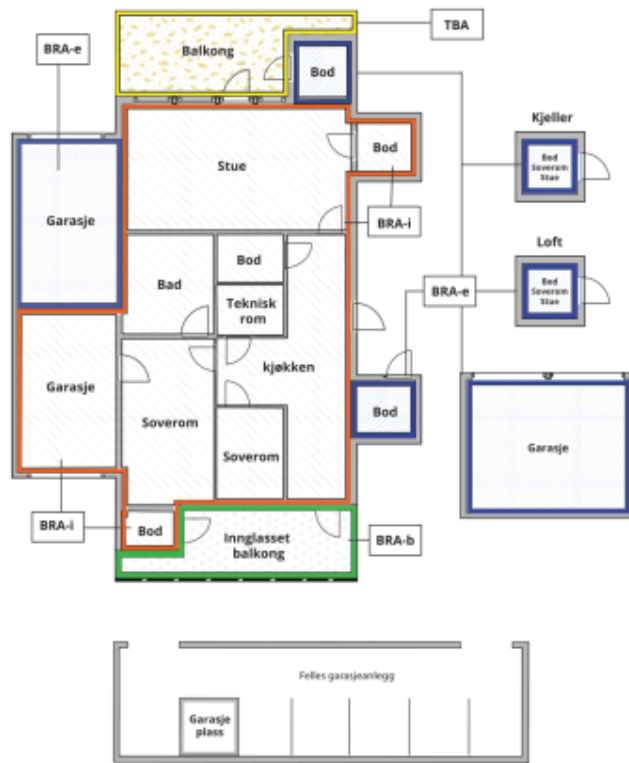 BRA-e
TBA
Balkong
Bod
Kjeller
Bod
Soverom
Stue
Stue
Bod
Garasje
BRA-i
Loft
Bod
Soverom
Stue
Bad
Bod
Teknisk
rom
BRA-e
Garasje
kjøkken
Bod
Garasje
Soverom
Soverom
BRA-i
Bod
Innglasset
balkong
BRA-b
Felles garasjeanlegg
Garasje
plass